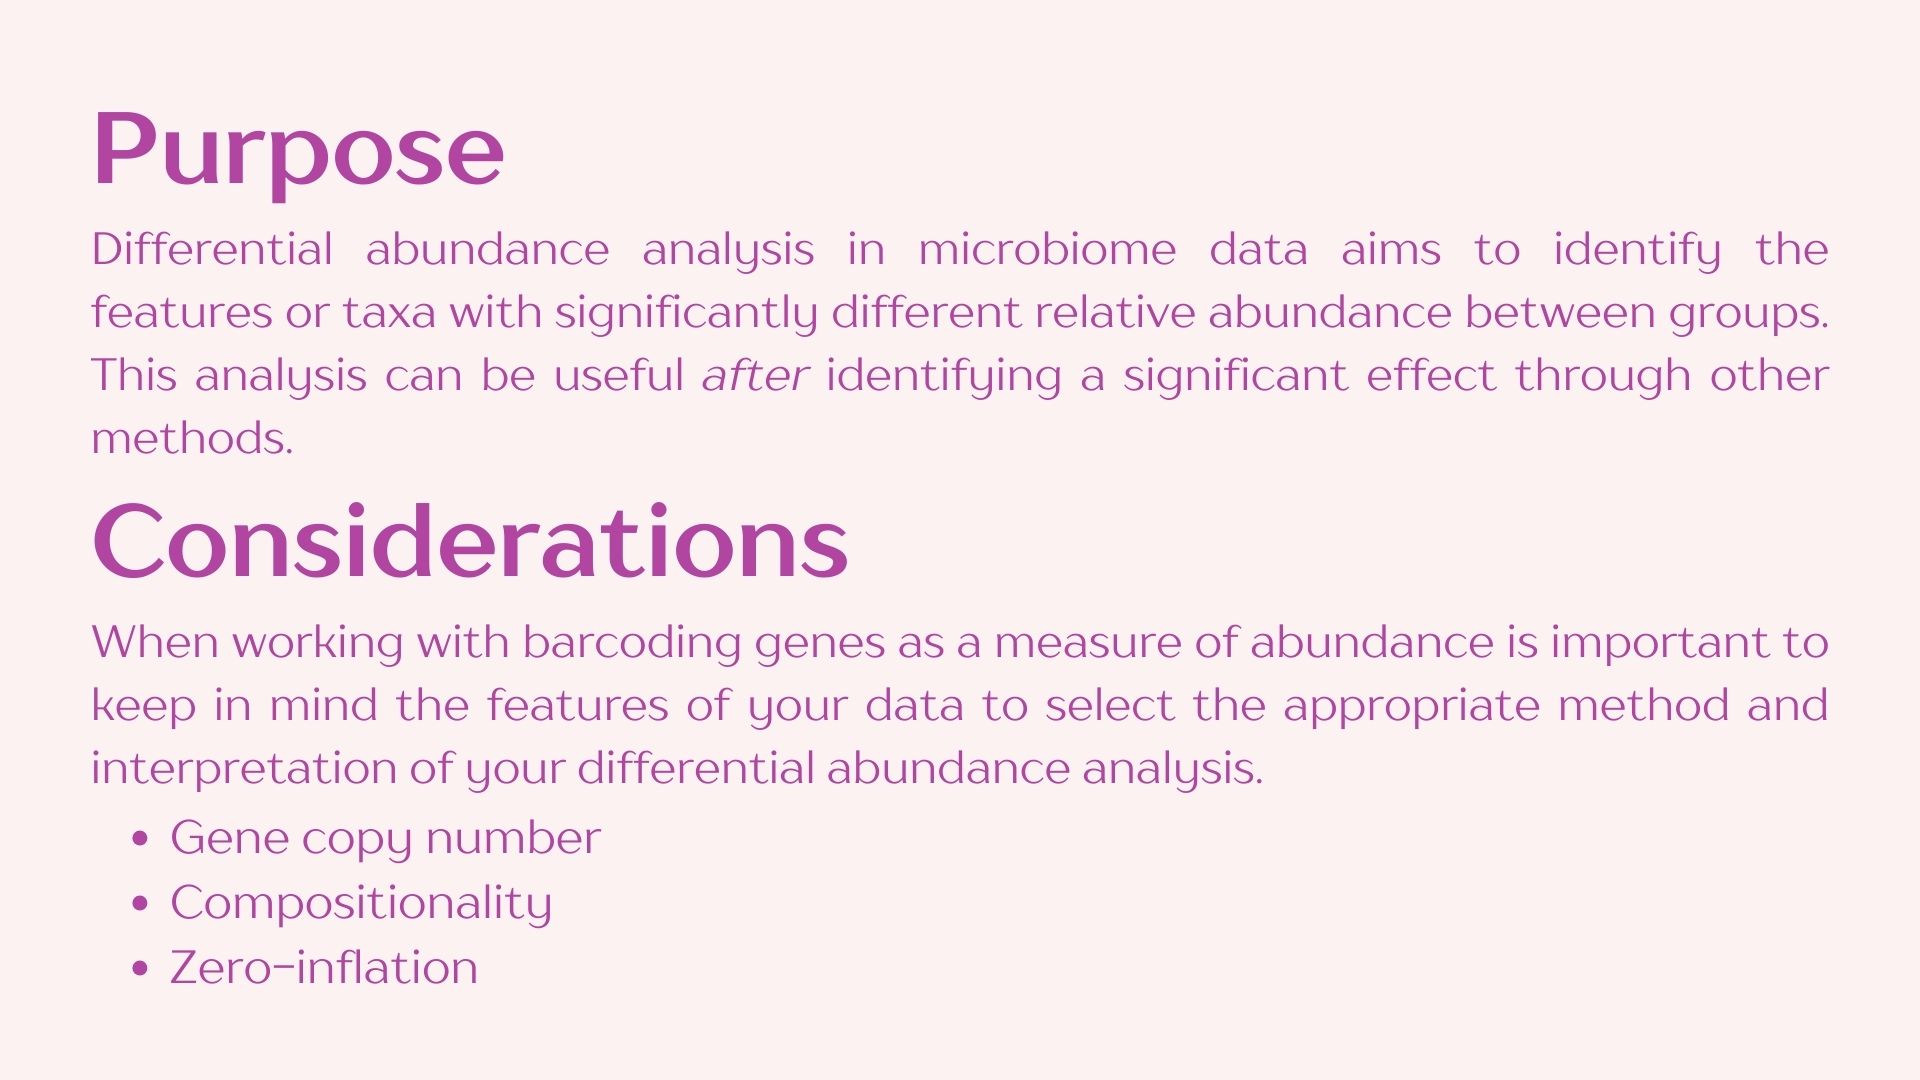 Purpose
Differential abundance analysis in microbiome data aims to identify the
features or taxa with significantly different relative abundance between groups.
This analysis can be useful after identifying a significant effect through other
methods.
Considerations
When working with barcoding genes as a measure of abundance is important to
keep in mind the features of your data to select the appropriate method and
interpretation of your differential abundance analysis.
• Gene copy number
• Compositionality
• Zero-inflation